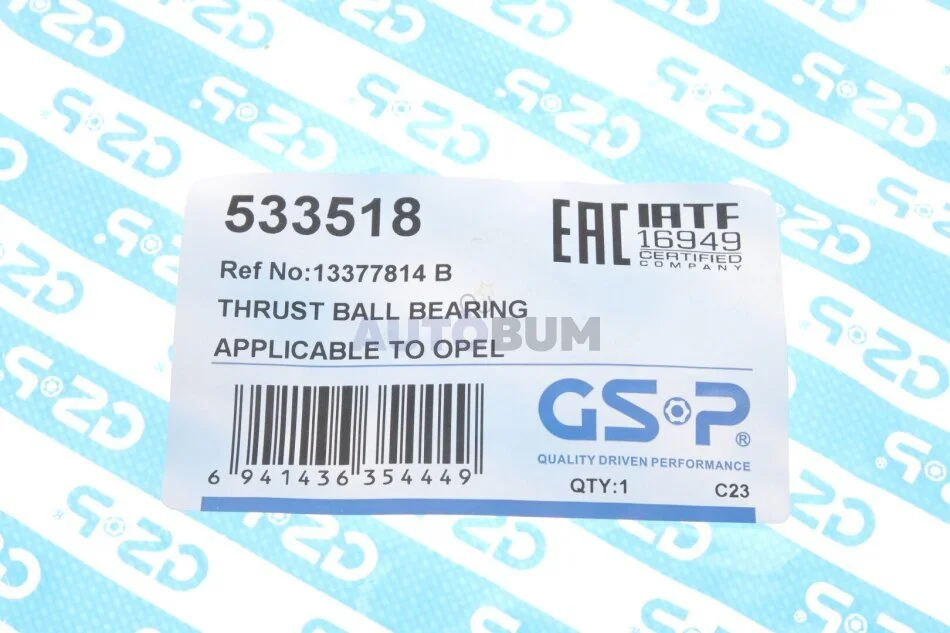 533518
EAC
IATF
16949
CERTIFIED
COMPANY
Ref No:13377814 B
THRUST BALL BEARING
AUTOBUM
APPLICABLE TO OPEL
GSP®
QUALITY DRIVEN PERFORMANCE
6 941436 354449
QTY:1
C23